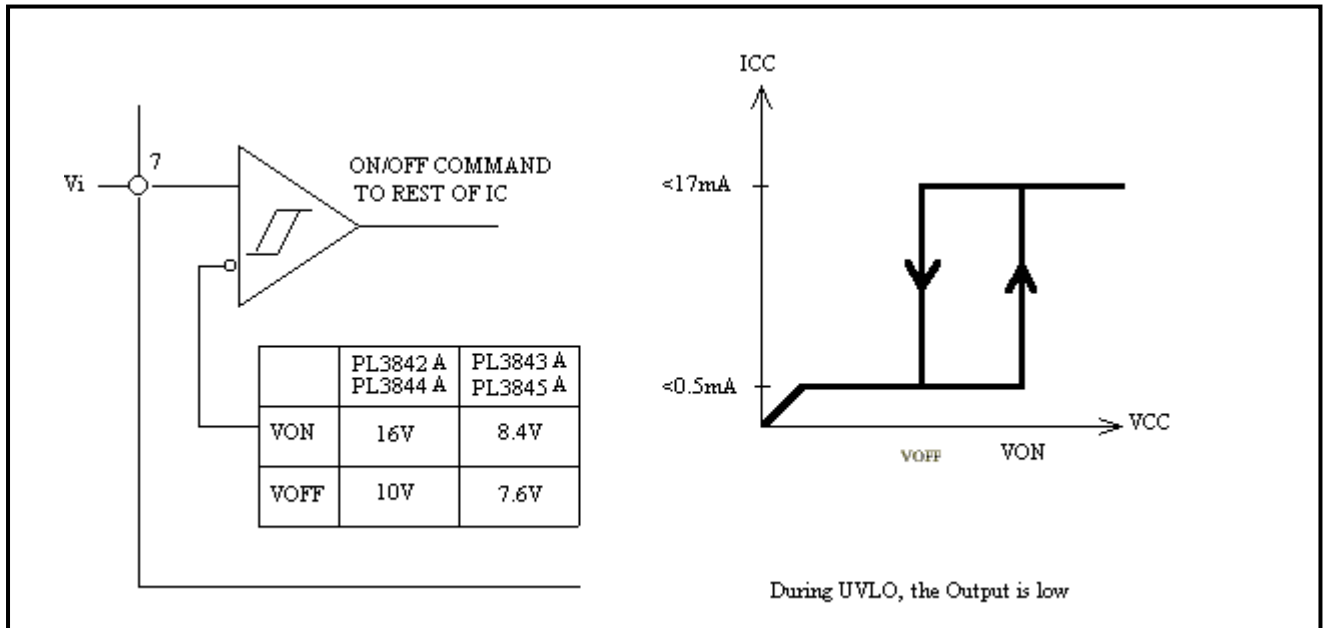 7
Vi
ON/OFF COMMAND
TO REST OF IC
PL3842 A PL3843 A
PL3844 A PL3845 A
VON 16V 8.4V
VOFF 10V 7.6V
ICC
<17mA
<0.5mA
VCC
VOFF VON
During UVLO, the Output is low